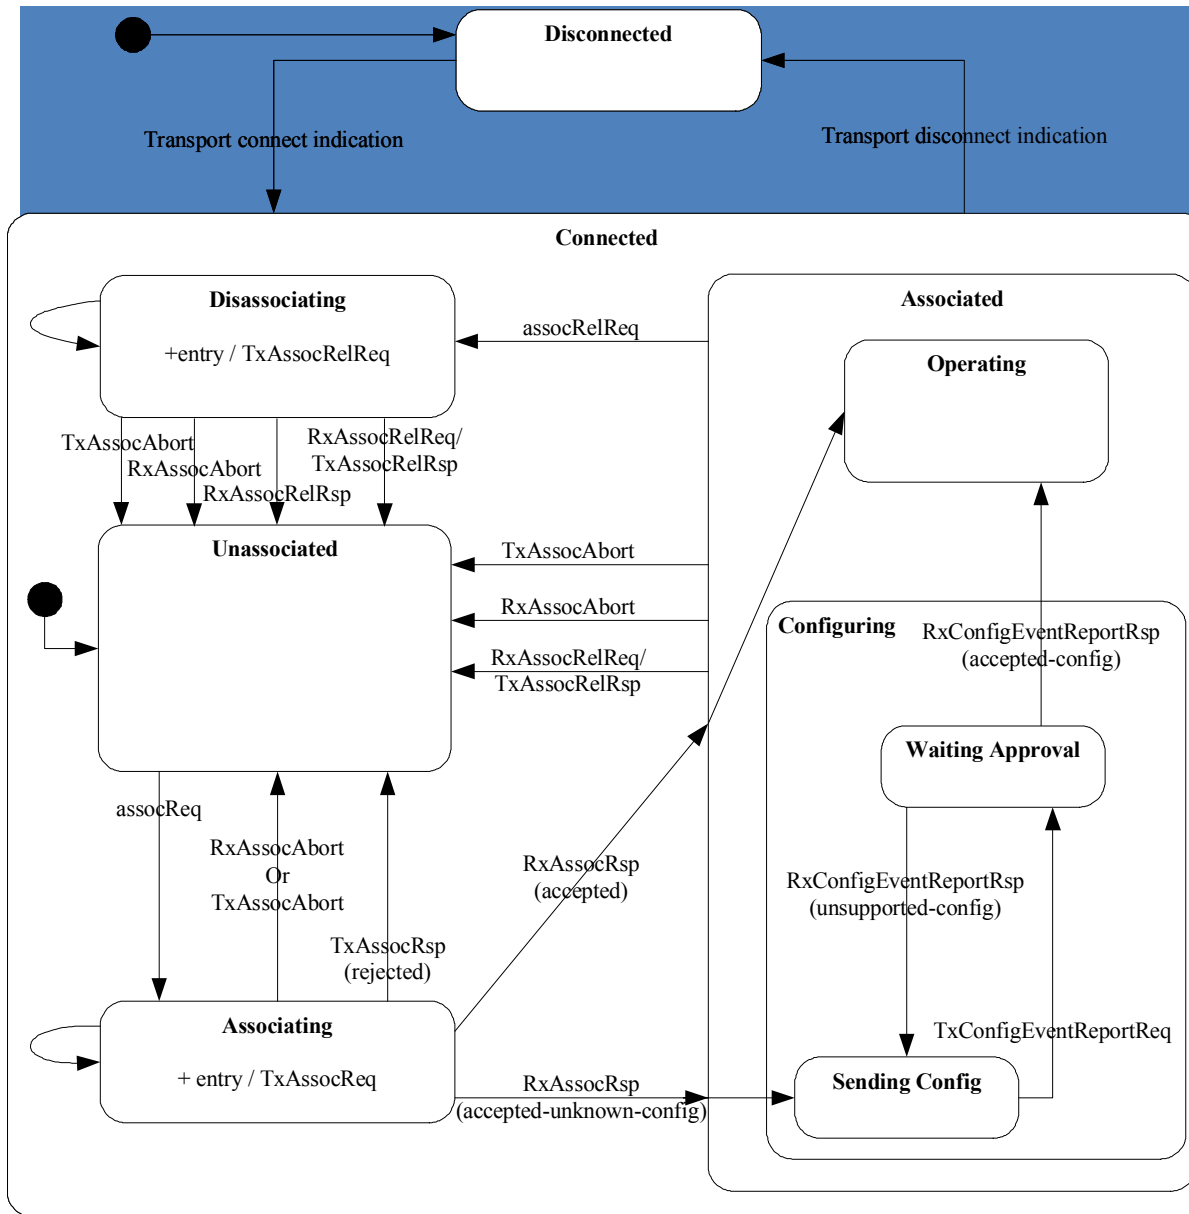 Disconnected
Transport connect indication
Transport disconnect indication
Connected
Disassociating
+entry / TxAssocRelReq
assocRelReq
Associated
Operating
TxAssocAbort
RxAssocAbort
RxAssocRelRsp
RxAssocRelReq/
TxAssocRelRsp
Unassociated
TxAssocAbort
RxAssocAbort
RxAssocRelReq/
TxAssocRelRsp
Configuring
RxConfigEventReportRsp
(accepted-config)
Waiting Approval
assocReq
RxAssocAbort
Or
TxAssocAbort
TxAssocRsp
(rejected)
RxAssocRsp
(accepted)
RxConfigEventReportRsp
(unsupported-config)
TxConfigEventReportReq
Associating
+ entry / TxAssocReq
RxAssocRsp
(accepted-unknown-config)
Sending Config